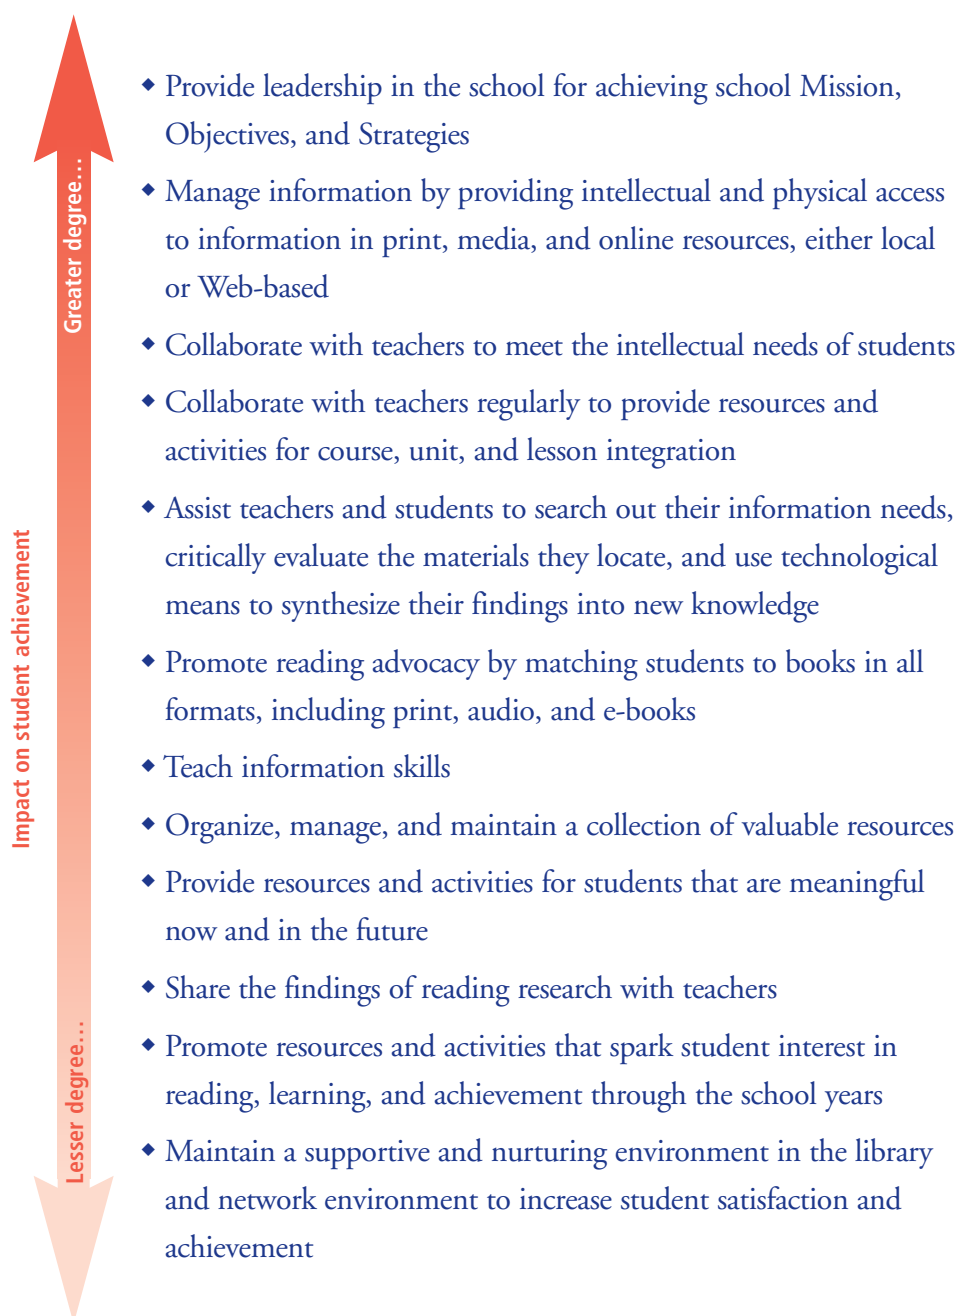 Impact on student achievement
Greater degree…
Lesser degree…
◆ Provide leadership in the school for achieving school Mission,
Objectives, and Strategies
◆ Manage information by providing intellectual and physical access
to information in print, media, and online resources, either local
or Web-based
◆ Collaborate with teachers to meet the intellectual needs of students
◆ Collaborate with teachers regularly to provide resources and
activities for course, unit, and lesson integration
◆ Assist teachers and students to search out their information needs,
critically evaluate the materials they locate, and use technological
means to synthesize their findings into new knowledge
◆ Promote reading advocacy by matching students to books in all
formats, including print, audio, and e-books
◆ Teach information skills
◆ Organize, manage, and maintain a collection of valuable resources
◆ Provide resources and activities for students that are meaningful
now and in the future
◆ Share the findings of reading research with teachers
◆ Promote resources and activities that spark student interest in
reading, learning, and achievement through the school years
◆ Maintain a supportive and nurturing environment in the library
and network environment to increase student satisfaction and
achievement